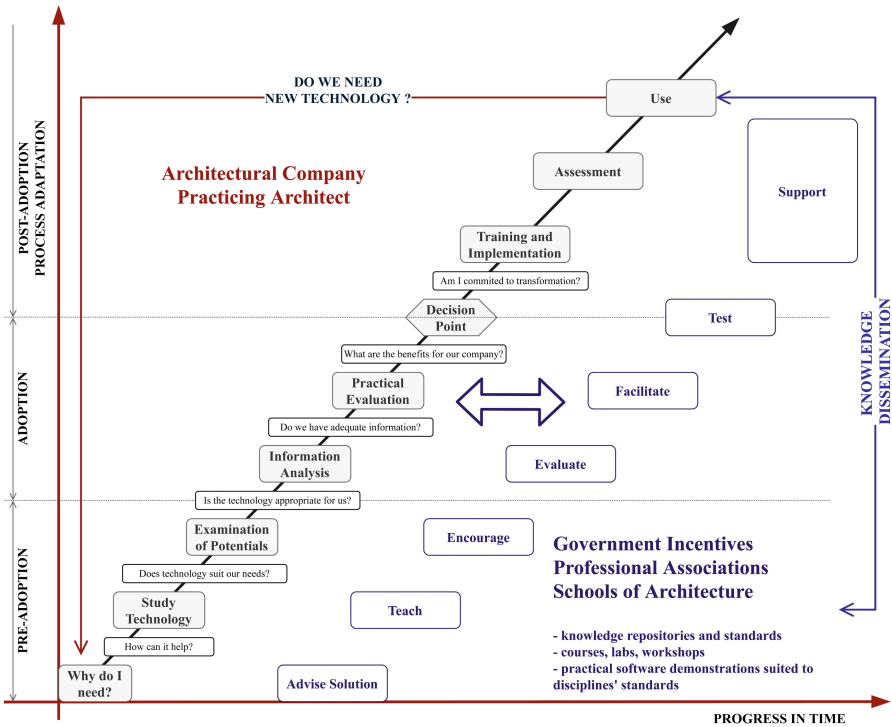 DO WE NEED
NEW TECHNOLOGY ?
Use
Architectural Company
Practicing Architect
Assessment
Support
Training and
Implementation
Am I commited to transformation?
Decision
Point
Test
What are the benefits for our company?
Practical
Evaluation
Facilitate
Do we have adequate information?
Information
Analysis
Evaluate
Is the technology appropriate for us?
Examination
of Potentials
Encourage
Government Incentives
Professional Associations
Schools of Architecture
Does technology suit our needs?
Study
Technology
Teach
- knowledge repositories and standards
- courses, labs, workshops
- practical software demonstrations suited to
disciplines' standards
How can it help?
Why do I
need?
Advise Solution
PROGRESS IN TIME
POST-ADOPTION
PROCESS ADAPTATION
ADOPTION
PRE-ADOPTION
KNOWLEDGE
DISSEMINATION